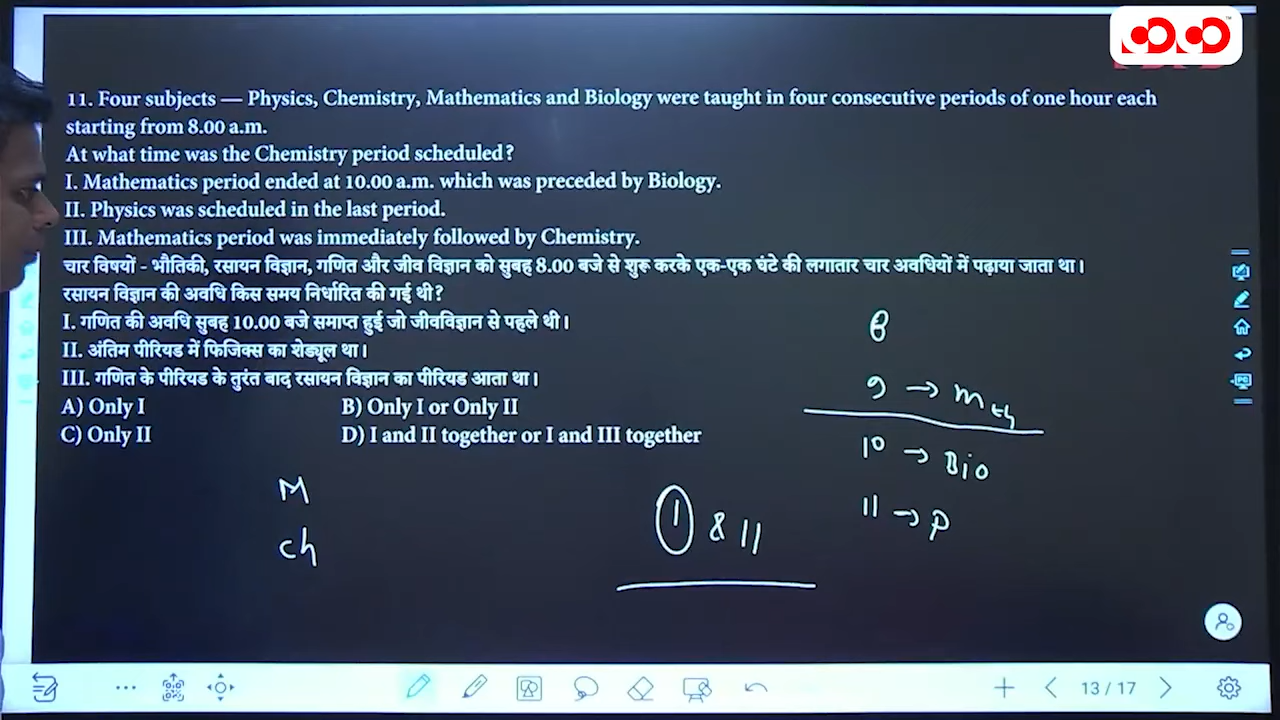 11. Four subjects — Physics, Chemistry, Mathematics and Biology were taught in four consecutive periods of one hour each
starting from 8.00 a.m.
At what time was the Chemistry period scheduled?
I. Mathematics period ended at 10.00 a.m. which was preceded by Biology.
II. Physics was scheduled in the last period.
III. Mathematics period was immediately followed by Chemistry.
चार विषयों - भौतिकी, रसायन विज्ञान, गणित और जीव विज्ञान को सुबह 8.00 बजे से शुरू करके एक-एक घंटे की लगातार चार अवधियों में पढ़ाया जाता था।
रसायन विज्ञान की अवधि किस समय निर्धारित की गई थी?
I. गणित की अवधि सुबह 10.00 बजे समाप्त हुई जो जीवविज्ञान से पहले थी।
II. अंतिम पीरियड में फिजिक्स का शेड्यूल था।
III. गणित के पीरियड के तुरंत बाद रसायन विज्ञान का पीरियड आता था।
A) Only I B) Only I or Only II
C) Only II D) I and II together or I and III together
8
9 → Mth
10 → Bio
11 → P
M
Ch
I & II
13 / 17